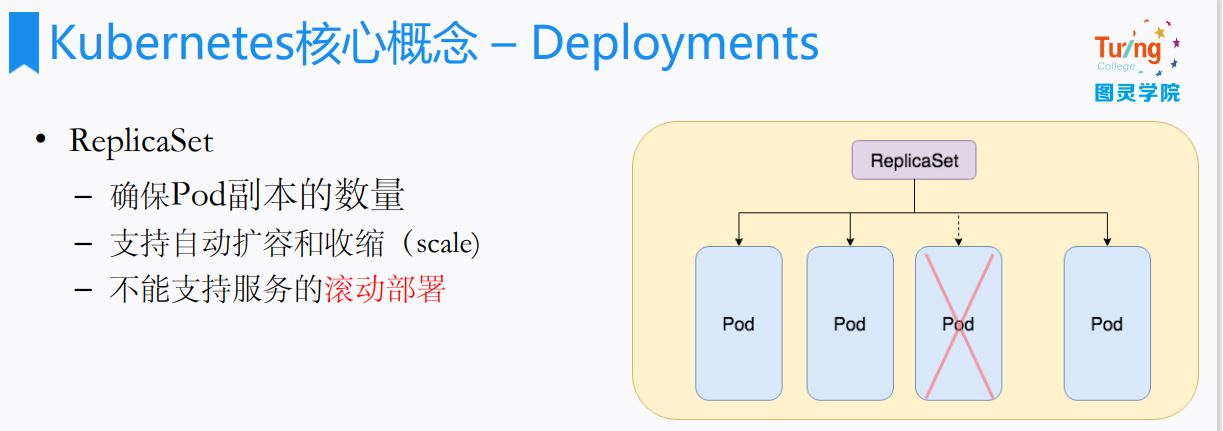 Kubernetes核心概念 – Deployments
Turing
College
图灵学院
• ReplicaSet
– 确保Pod副本的数量
– 支持自动扩容和收缩（scale)
– 不能支持服务的滚动部署
ReplicaSet
Pod
Pod
Pod
Pod